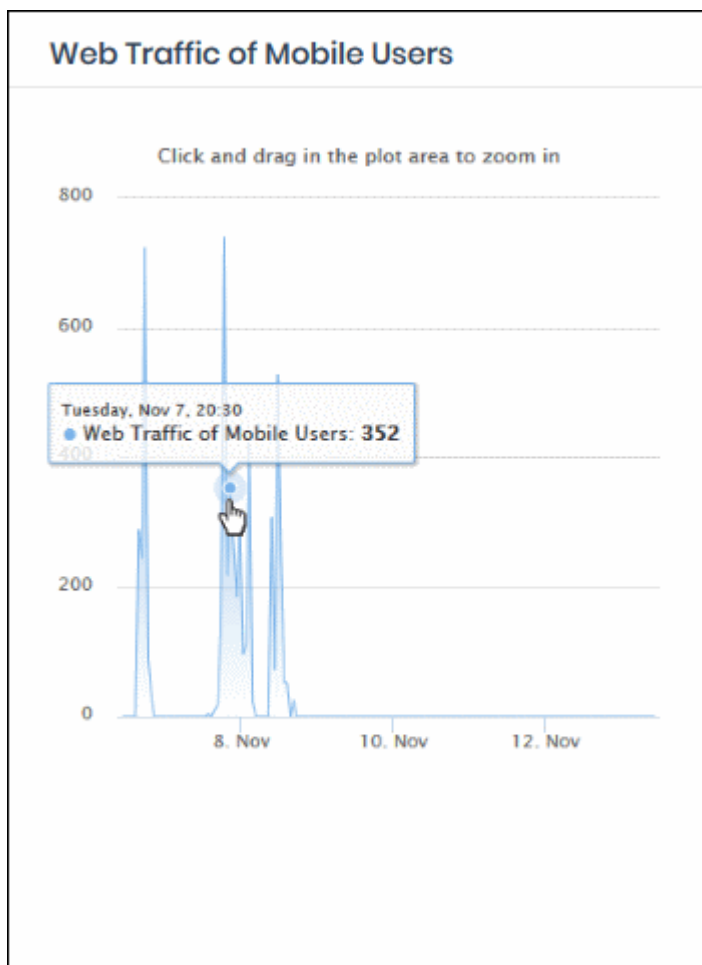 Web Traffic of Mobile Users
Click and drag in the plot area to zoom in
800
600
Tuesday, Nov 7, 20:30
Web Traffic of Mobile Users: 352
400
200
0
8. Nov 10. Nov 12. Nov